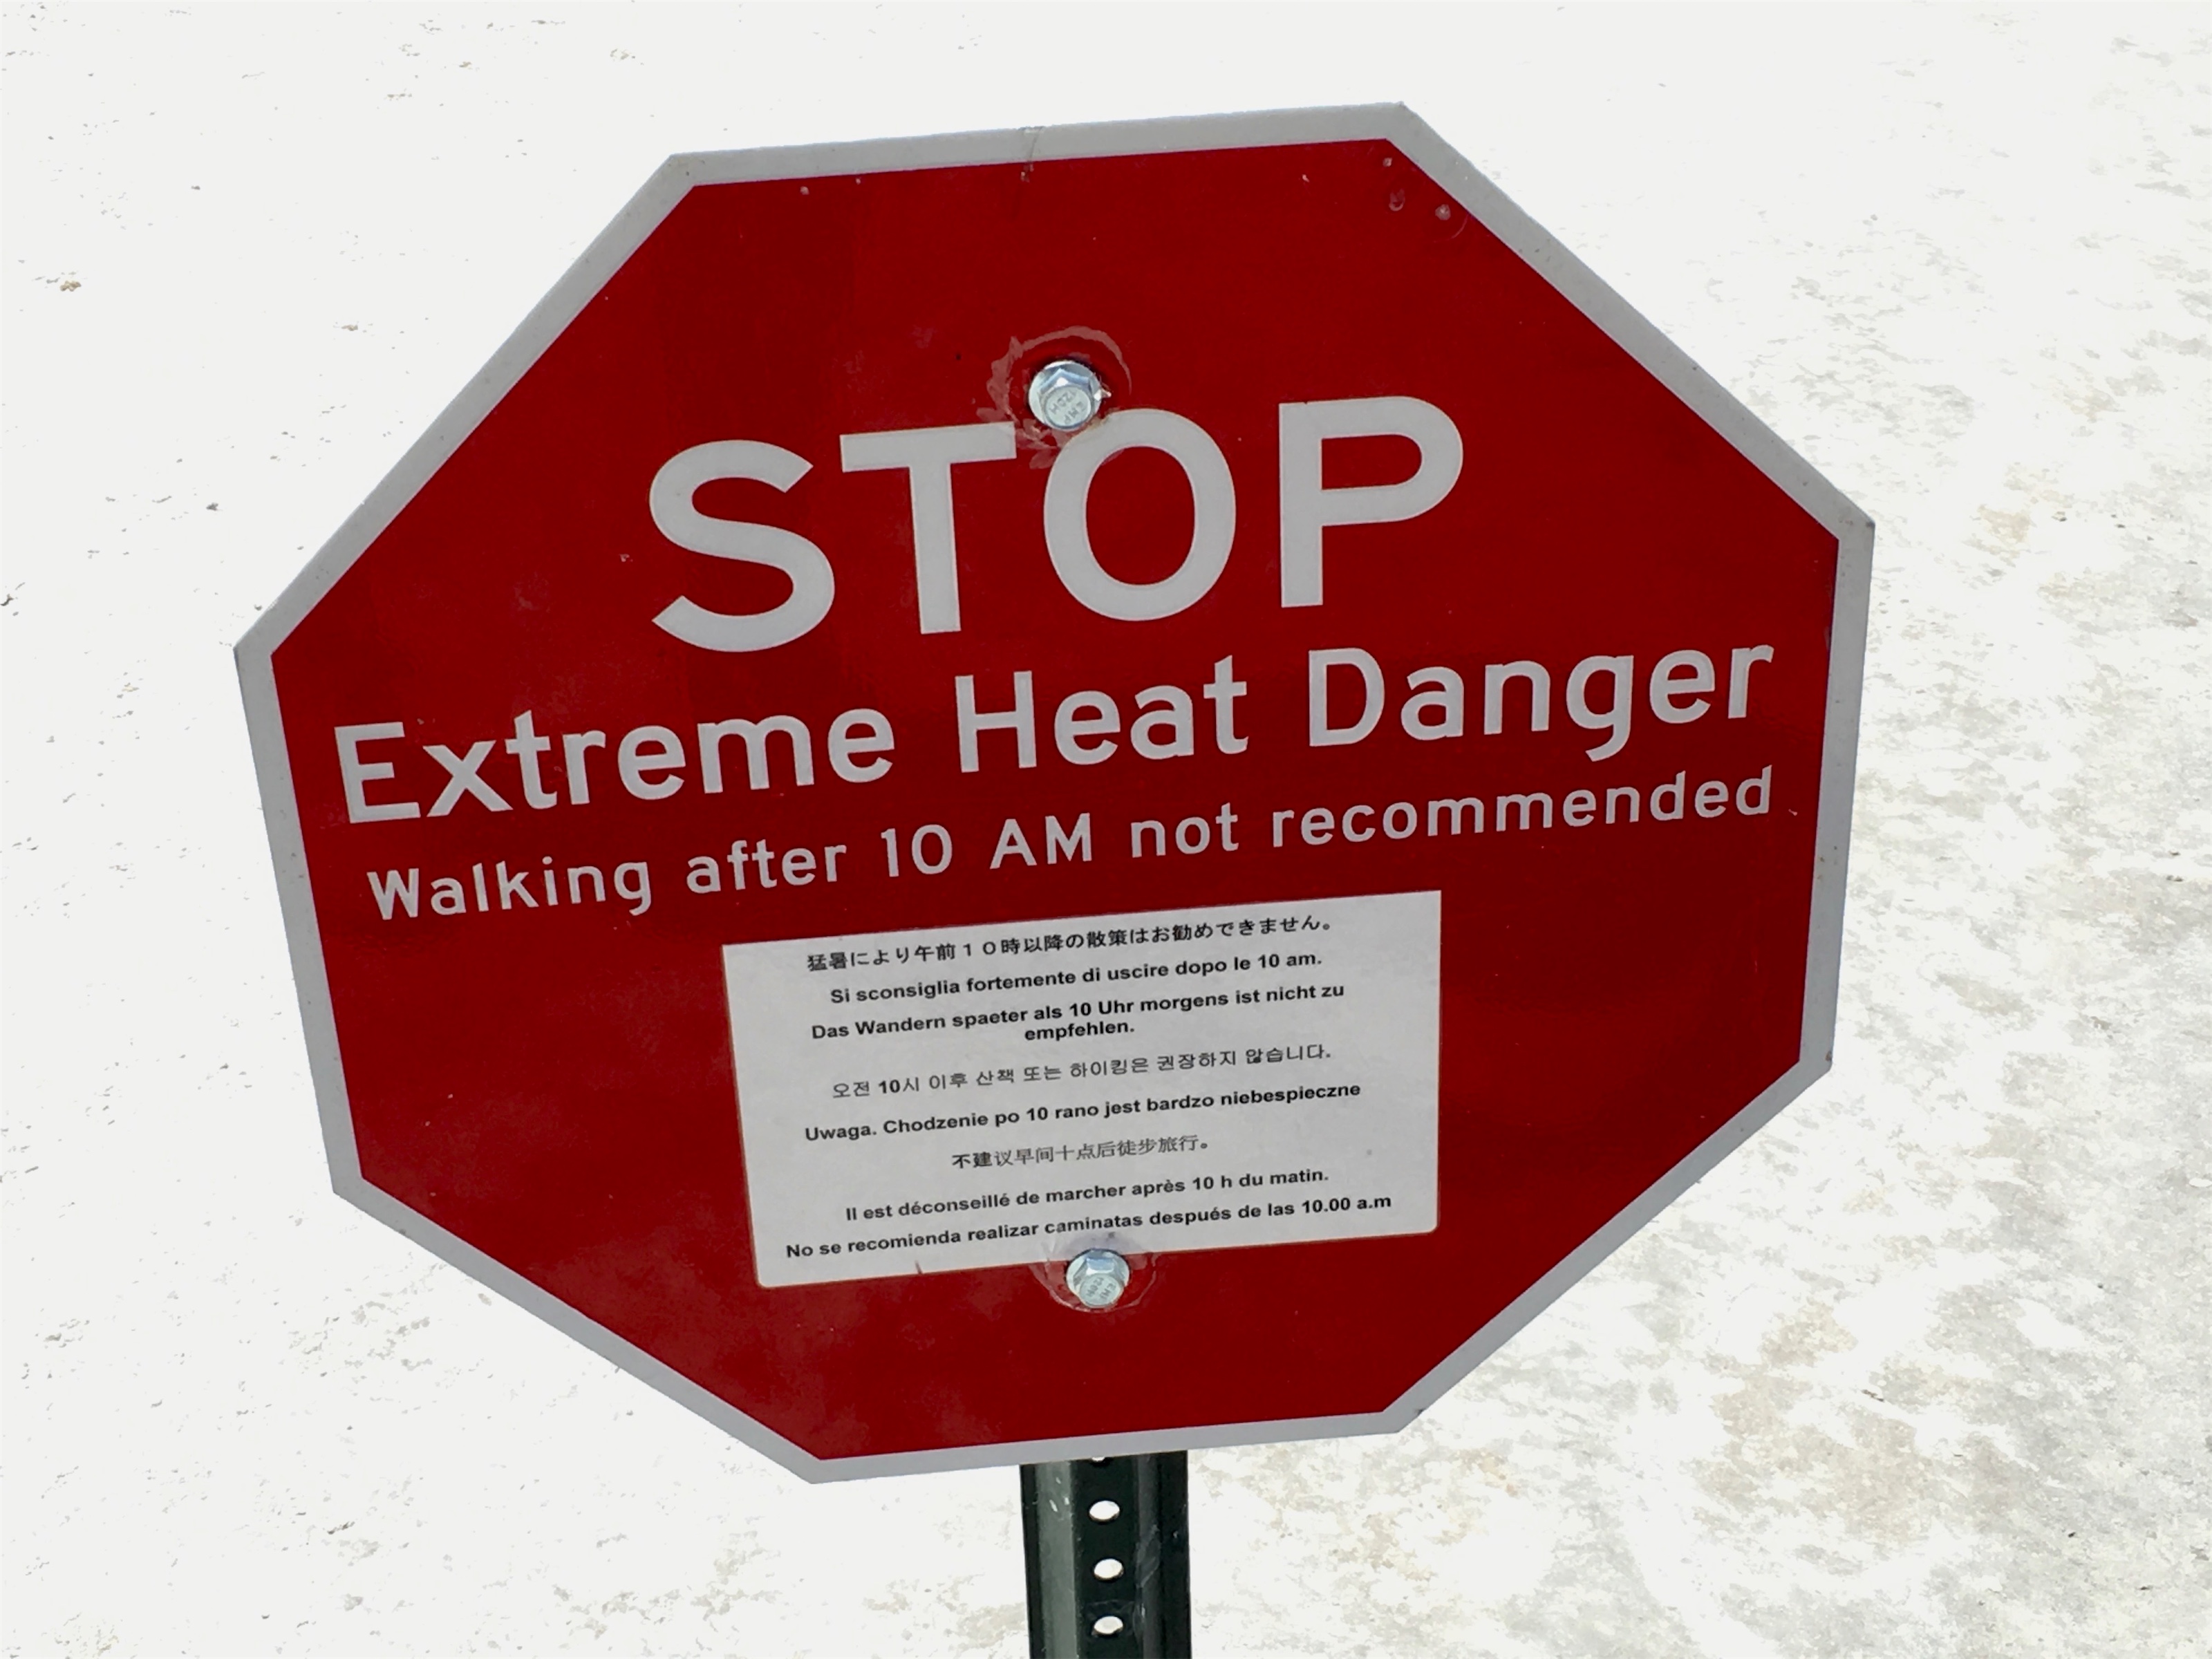 STOP
Extreme Heat Danger
Walking after 10 AM not recommended
猛暑により午前１０時以降の散策はお勧めできません。
Si sconsiglia fortemente di uscire dopo le 10 am.
Das Wandern spaeter als 10 Uhr morgens ist nicht zu
empfehlen.
오전 10시 이후 산책 또는 하이킹은 권장하지 않습니다.
Uwaga. Chodzenie po 10 rano jest bardzo niebespieczne
不建议早间十点后徒步旅行。
Il est déconseillé de marcher après 10 h du matin.
No se recomienda realizar caminatas después de las 10.00 a.m